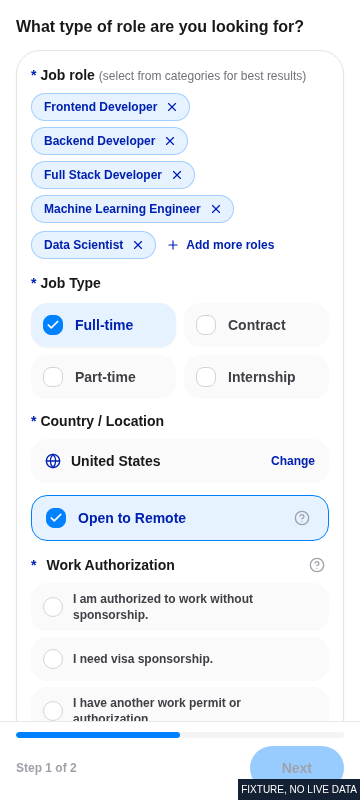 What type of role are you looking for?
* Job role (select from categories for best results)
Frontend Developer
Backend Developer
Full Stack Developer
Machine Learning Engineer
Data Scientist
Add more roles
* Job Type
Full-time
Contract
Part-time
Internship
* Country / Location
United States
Change
Open to Remote
* Work Authorization
I am authorized to work without
sponsorship.
I need visa sponsorship.
I have another work permit or
authorization.
Step 1 of 2
Next
FIXTURE, NO LIVE DATA